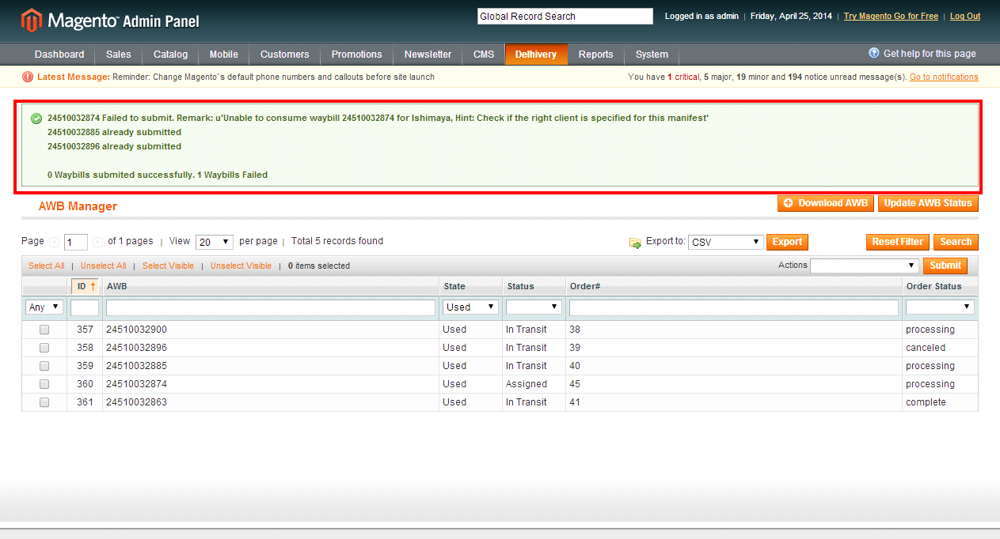 Magento Admin Panel
Global Record Search
Logged in as admin | Friday, April 25, 2014 | Try Magento Go for Free | Log Out
Dashboard Sales Catalog Mobile Customers Promotions Newsletter CMS Delhivery Reports System Get help for this page
Latest Message: Reminder: Change Magento`s default phone numbers and callouts before site launch You have 1 critical, 5 major, 19 minor and 194 notice unread message(s). Go to notifications
24510032874 Failed to submit. Remark: u'Unable to consume waybill 24510032874 for Ishimaya, Hint: Check if the right client is specified for this manifest'
24510032885 already submitted
24510032896 already submitted
0 Waybills submited successfully. 1 Waybills Failed
AWB Manager Download AWB Update AWB Status
Page 1 of 1 pages | View 20 per page | Total 5 records found Export to: CSV Export Reset Filter Search
Select All | Unselect All | Select Visible | Unselect Visible | 0 items selected Actions Submit
ID AWB State Status Order# Order Status
Any Used
357 24510032900 Used In Transit 38 processing
358 24510032896 Used In Transit 39 canceled
359 24510032885 Used In Transit 40 processing
360 24510032874 Used Assigned 45 processing
361 24510032863 Used In Transit 41 complete